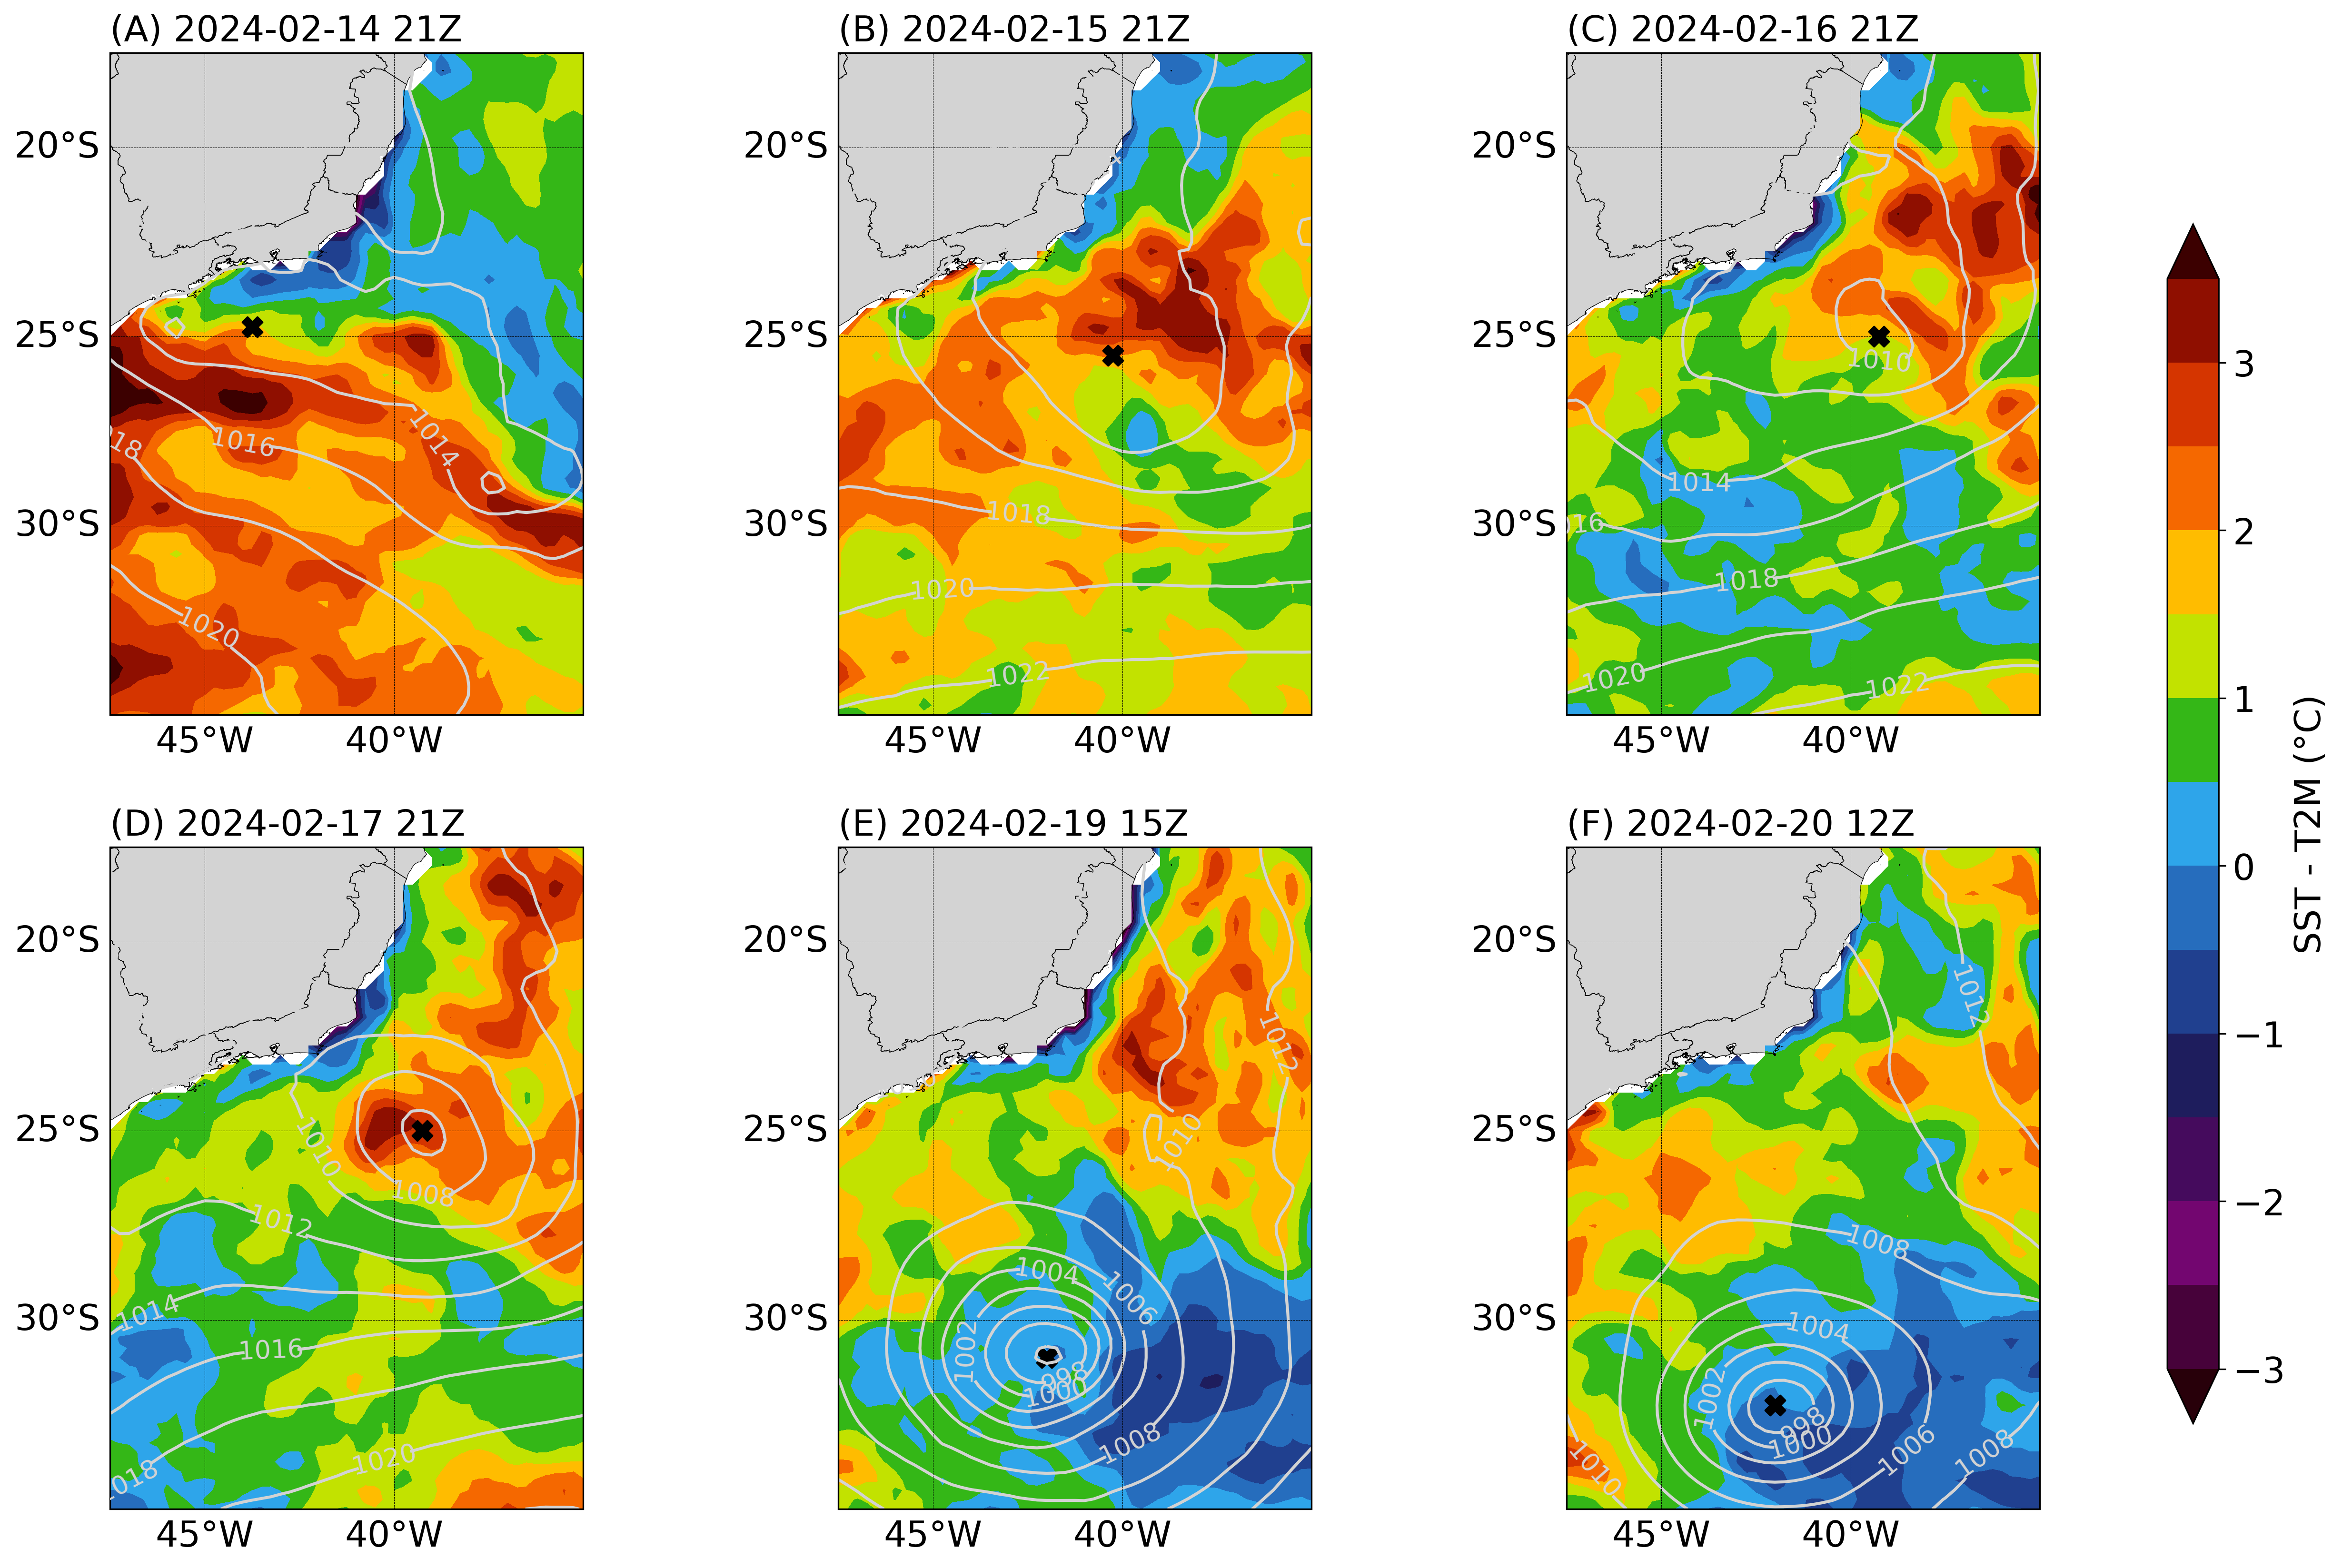 (A) 2024-02-14 21Z
(B) 2024-02-15 21Z
(C) 2024-02-16 21Z
20°S
25°S
30°S
45°W
40°W
018
1016
1014
1020
20°S
25°S
30°S
45°W
40°W
1018
1020
1022
20°S
25°S
30°S
45°W
40°W
1010
1014
016
1018
1020
1022
(D) 2024-02-17 21Z
(E) 2024-02-19 15Z
(F) 2024-02-20 12Z
20°S
25°S
30°S
45°W
40°W
1010
1008
1012
1014
1016
1018
1020
20°S
25°S
30°S
45°W
40°W
1012
1010
1004
1006
1002
998
1000
1008
20°S
25°S
30°S
45°W
40°W
1012
1008
1004
1002
998
1000
1006
1008
1010
3
2
1
0
−1
−2
−3
SST - T2M (°C)